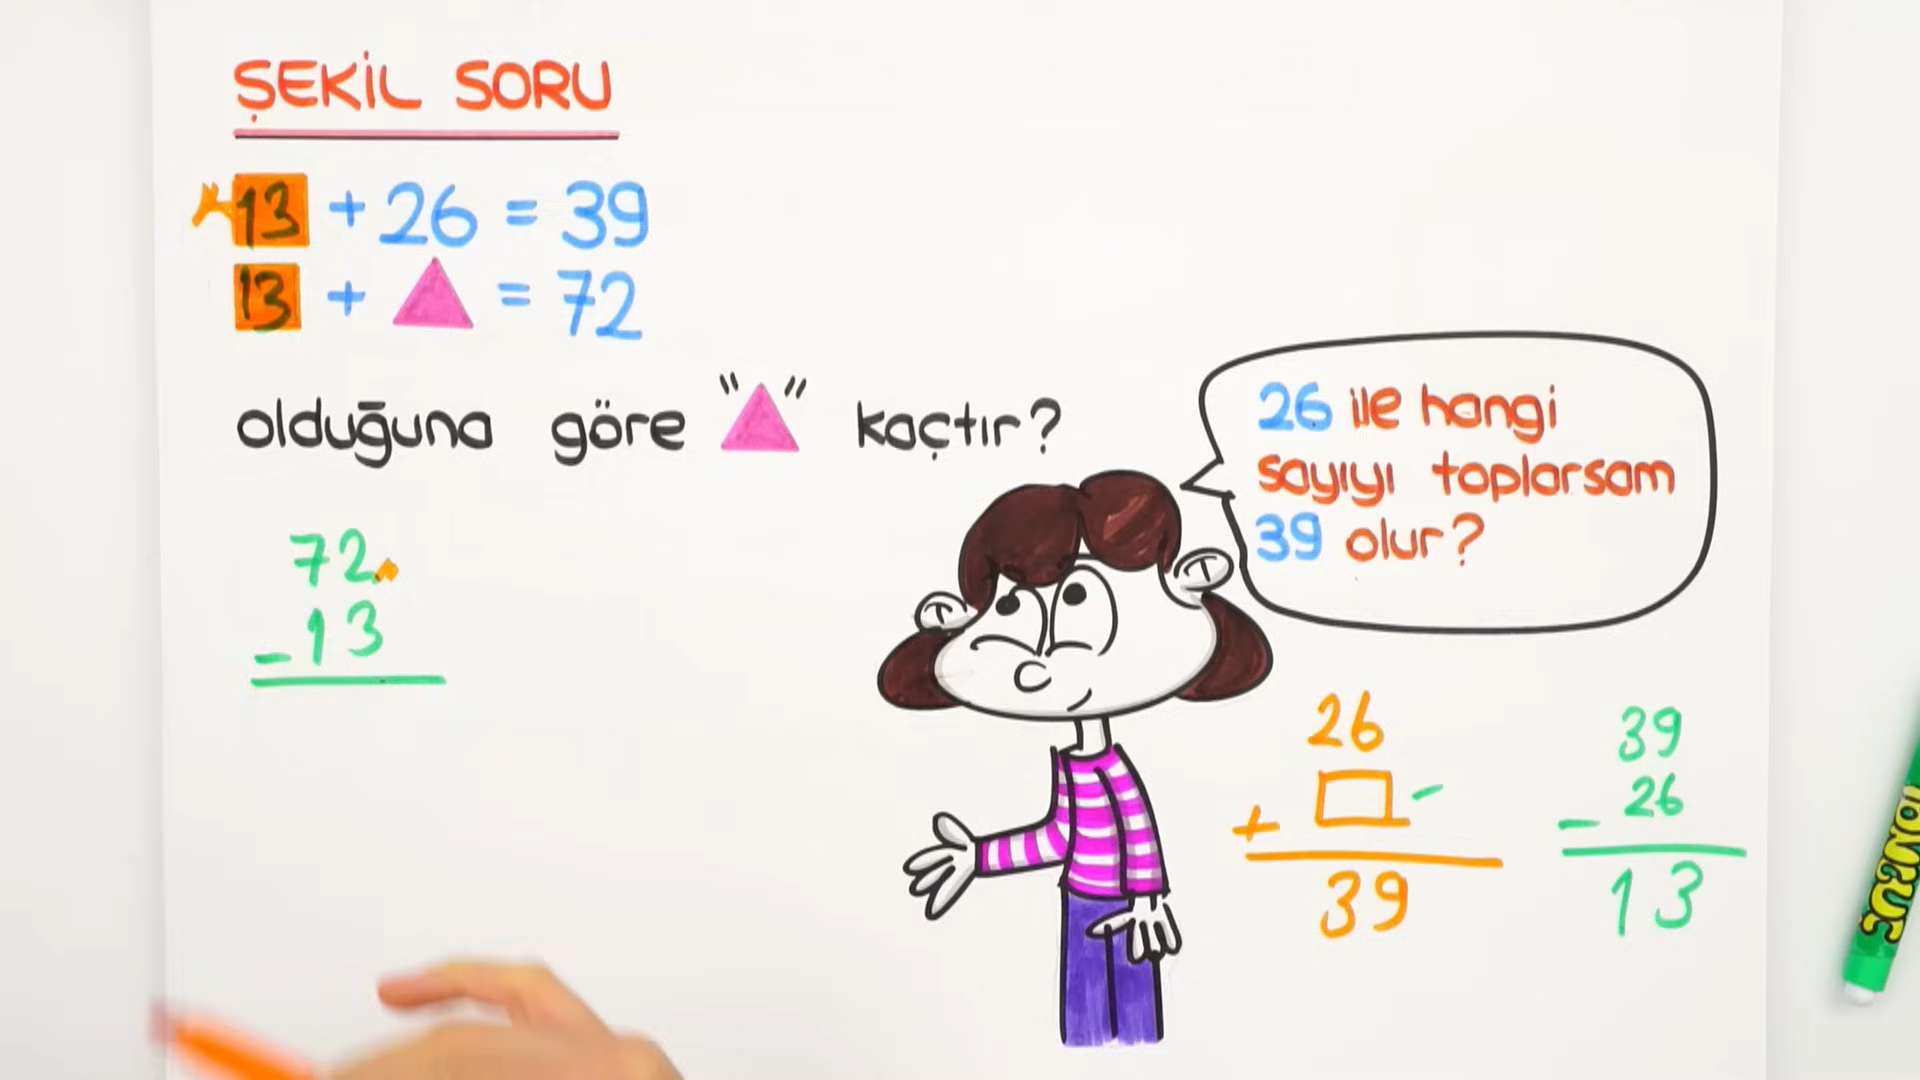 ŞEKİL SORU
13 + 26 = 39
13 + = 72
olduğuna göre " " kaçtır?
26 ile hangi
sayıyı toplarsam
39 olur?
72
- 13
26
+ -
39
39
- 26
13